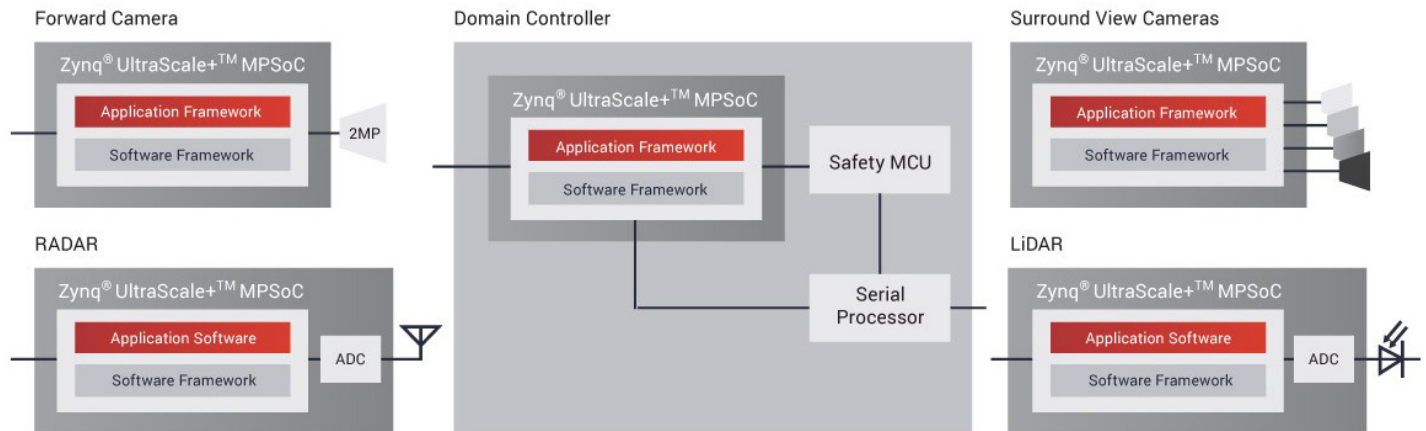 Forward Camera
Zynq® UltraScale+™ MPSoC
Application Framework
Software Framework
2MP
RADAR
Zynq® UltraScale+™ MPSoC
Application Software
Software Framework
ADC
Domain Controller
Zynq® UltraScale+™ MPSoC
Application Framework
Software Framework
Safety MCU
Serial
Processor
Surround View Cameras
Zynq® UltraScale+™ MPSoC
Application Framework
Software Framework
LiDAR
Zynq® UltraScale+™ MPSoC
Application Software
Software Framework
ADC